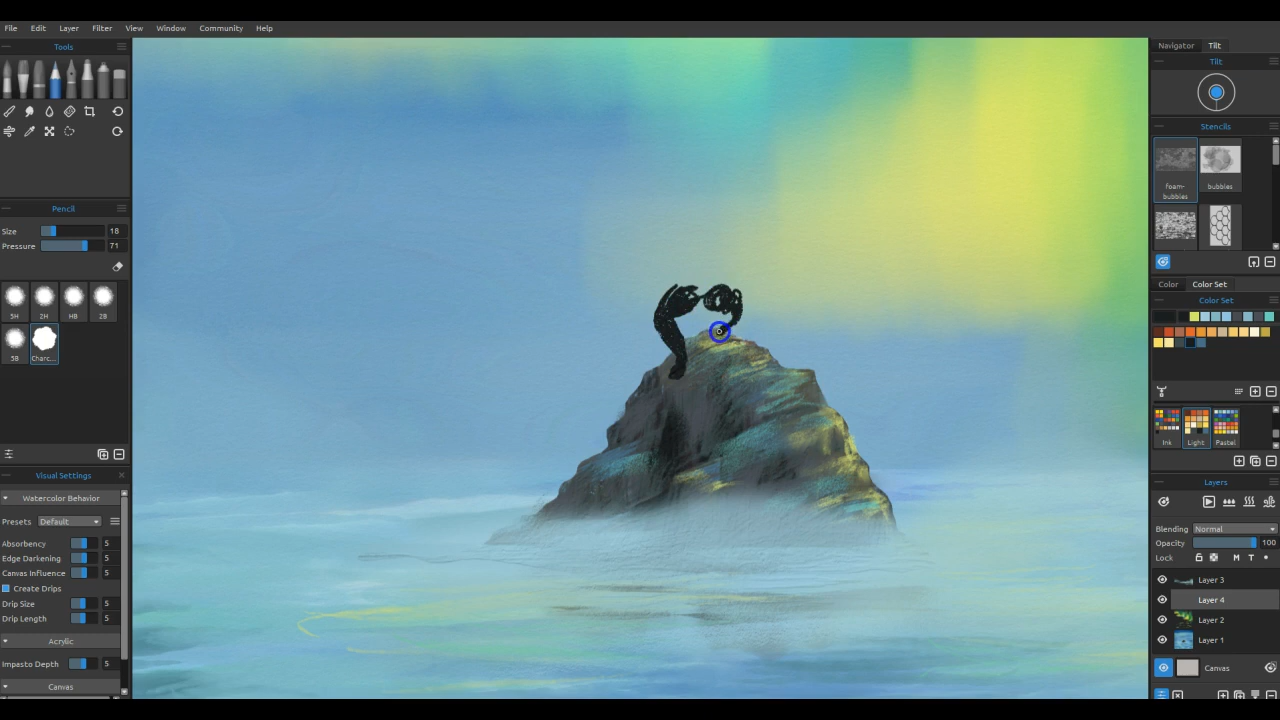 File Edit Layer Filter View Window Community Help
Tools
Pencil
Size 18
Pressure 71
5H 2H HB 2B
5B Charc...
Visual Settings
Watercolor Behavior
Presets Default
Absorbency 5
Edge Darkening 5
Canvas Influence 5
Create Drips
Drip Size 5
Drip Length 5
Acrylic
Impasto Depth 5
Canvas
Navigator Tilt
Tilt
Stencils
foam-
bubbles
bubbles
Color Color Set
Color Set
Ink Light Pastel
Layers
Blending Normal
Opacity 100
Lock M T
Layer 3
Layer 4
Layer 2
Layer 1
Canvas